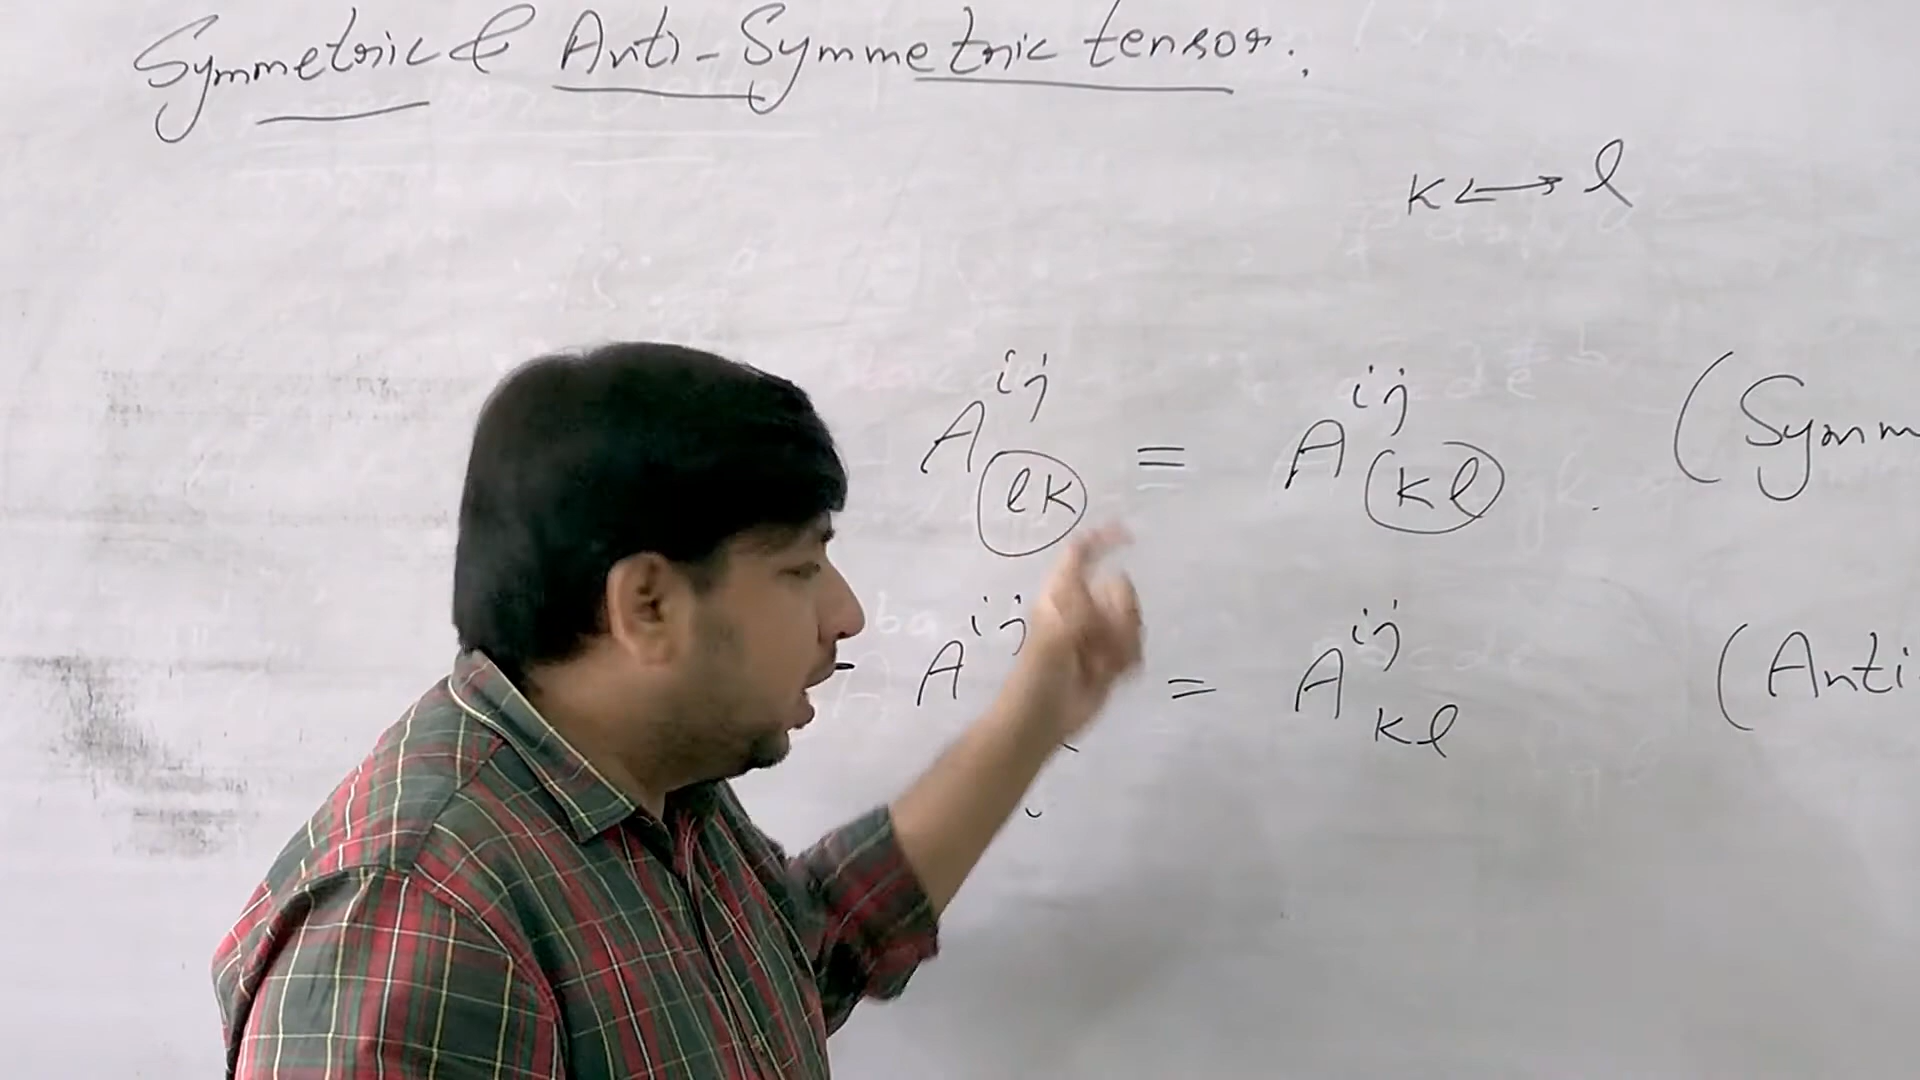 Symmetric & Anti-Symmetric tensor.
k ↔ l
A^{ij}_{lk} = A^{ij}_{kl} . (Symm
A^{ij} = A^{ij}_{kl} (Anti